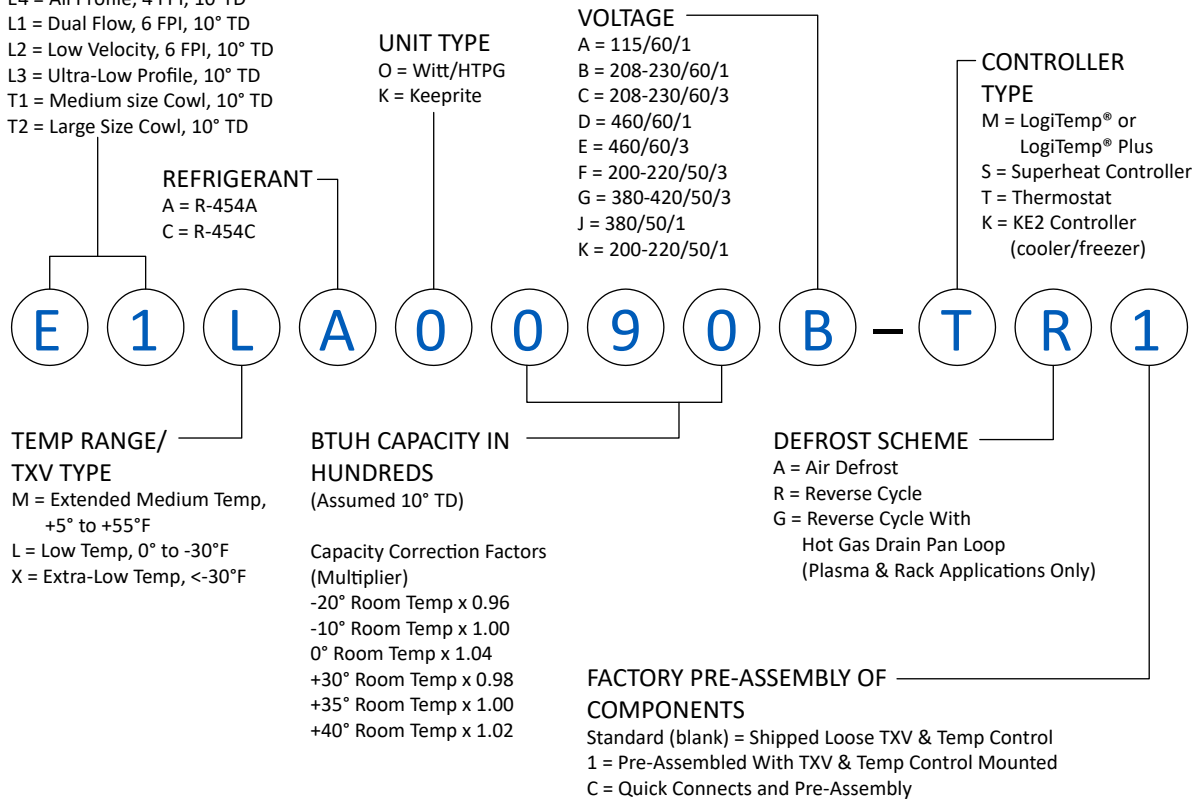 E4 = All Profile, 4 FPI, 10° TD
L1 = Dual Flow, 6 FPI, 10° TD
L2 = Low Velocity, 6 FPI, 10° TD
L3 = Ultra-Low Profile, 10° TD
T1 = Medium size Cowl, 10° TD
T2 = Large Size Cowl, 10° TD
REFRIGERANT
A = R-454A
C = R-454C
UNIT TYPE
O = Witt/HTPG
K = Keeprite
VOLTAGE
A = 115/60/1
B = 208-230/60/1
C = 208-230/60/3
D = 460/60/1
E = 460/60/3
F = 200-220/50/3
G = 380-420/50/3
J = 380/50/1
K = 200-220/50/1
CONTROLLER
TYPE
M = LogiTemp® or
LogiTemp® Plus
S = Superheat Controller
T = Thermostat
K = KE2 Controller
(cooler/freezer)
E 1 L A 0 0 9 0 B – T R 1
TEMP RANGE/
TXV TYPE
M = Extended Medium Temp,
+5° to +55°F
L = Low Temp, 0° to -30°F
X = Extra-Low Temp, <-30°F
BTUH CAPACITY IN
HUNDREDS
(Assumed 10° TD)
Capacity Correction Factors
(Multiplier)
-20° Room Temp x 0.96
-10° Room Temp x 1.00
0° Room Temp x 1.04
+30° Room Temp x 0.98
+35° Room Temp x 1.00
+40° Room Temp x 1.02
DEFROST SCHEME
A = Air Defrost
R = Reverse Cycle
G = Reverse Cycle With
Hot Gas Drain Pan Loop
(Plasma & Rack Applications Only)
FACTORY PRE-ASSEMBLY OF
COMPONENTS
Standard (blank) = Shipped Loose TXV & Temp Control
1 = Pre-Assembled With TXV & Temp Control Mounted
C = Quick Connects and Pre-Assembly